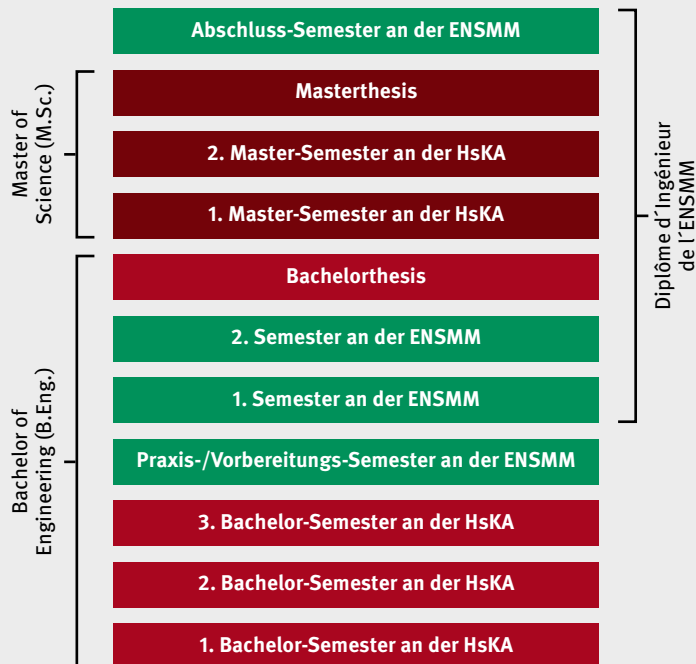 Abschluss-Semester an der ENSMM
Masterthesis
2. Master-Semester an der HsKA
1. Master-Semester an der HsKA
Bachelorthesis
2. Semester an der ENSMM
1. Semester an der ENSMM
Praxis-/Vorbereitungs-Semester an der ENSMM
3. Bachelor-Semester an der HsKA
2. Bachelor-Semester an der HsKA
1. Bachelor-Semester an der HsKA
Master of
Science (M.Sc.)
Bachelor of
Engineering (B.Eng.)
Diplôme d´Ingénieur
de l´ENSMM